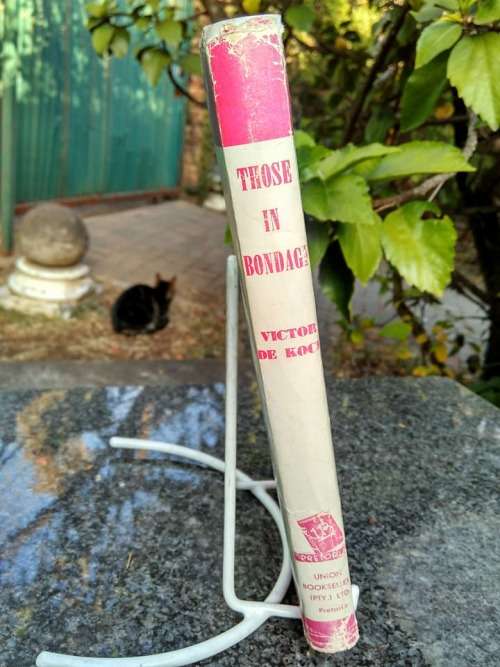 THOSE
IN
BONDAGE
VICTOR
DE KOCK
UNION
BOOKSELLERS
(PTY.) LTD
Pretoria